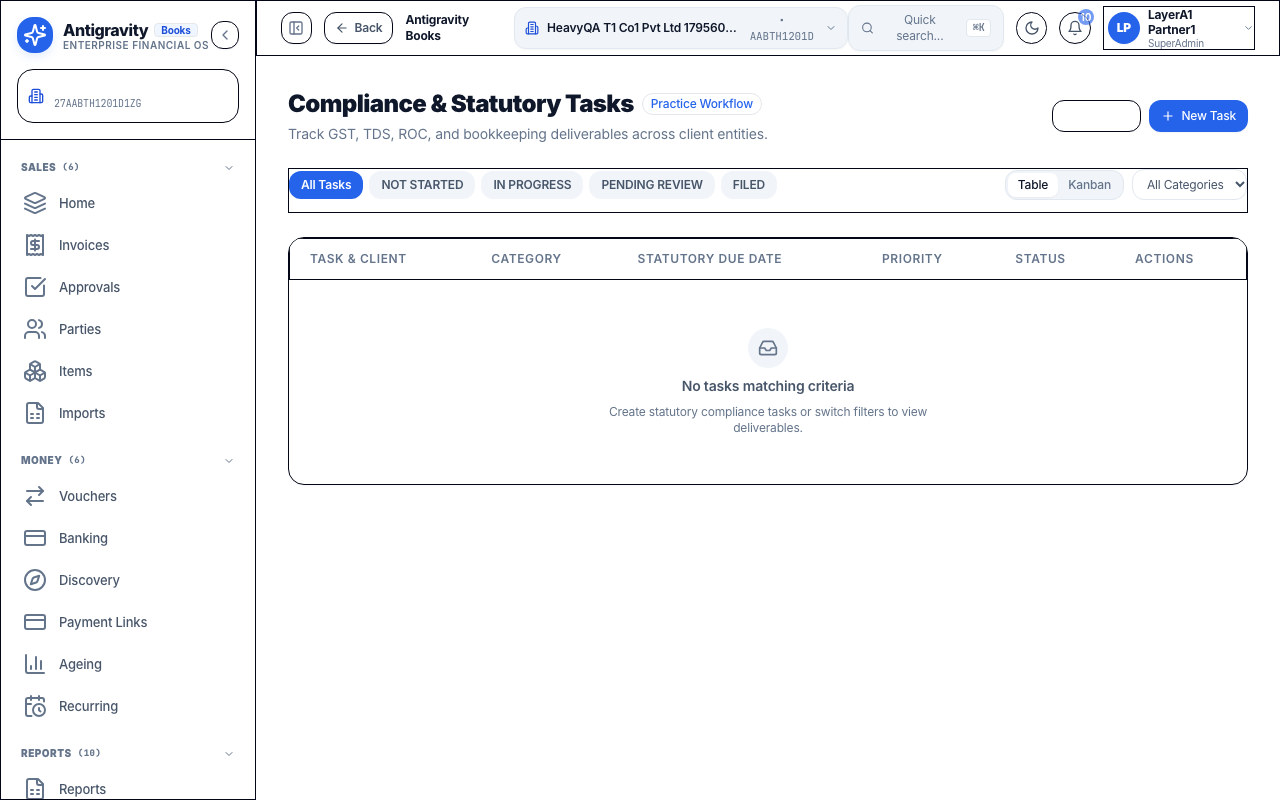 Antigravity Books
ENTERPRISE FINANCIAL OS
27AABTH1201D1ZG
SALES (6)
Home
Invoices
Approvals
Parties
Items
Imports
MONEY (6)
Vouchers
Banking
Discovery
Payment Links
Ageing
Recurring
REPORTS (10)
Reports
Back
Antigravity
Books
HeavyQA T1 Co1 Pvt Ltd 179560...
•
AABTH1201D
Quick
search...
⌘K
10
LP
LayerA1
Partner1
SuperAdmin
Compliance & Statutory Tasks
Practice Workflow
Track GST, TDS, ROC, and bookkeeping deliverables across client entities.
New Task
All Tasks
NOT STARTED
IN PROGRESS
PENDING REVIEW
FILED
Table
Kanban
All Categories
TASK & CLIENT
CATEGORY
STATUTORY DUE DATE
PRIORITY
STATUS
ACTIONS
No tasks matching criteria
Create statutory compliance tasks or switch filters to view
deliverables.